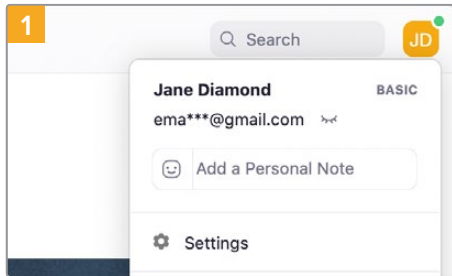 1
Search
JD
Jane Diamond
BASIC
ema***@gmail.com
Add a Personal Note
Settings